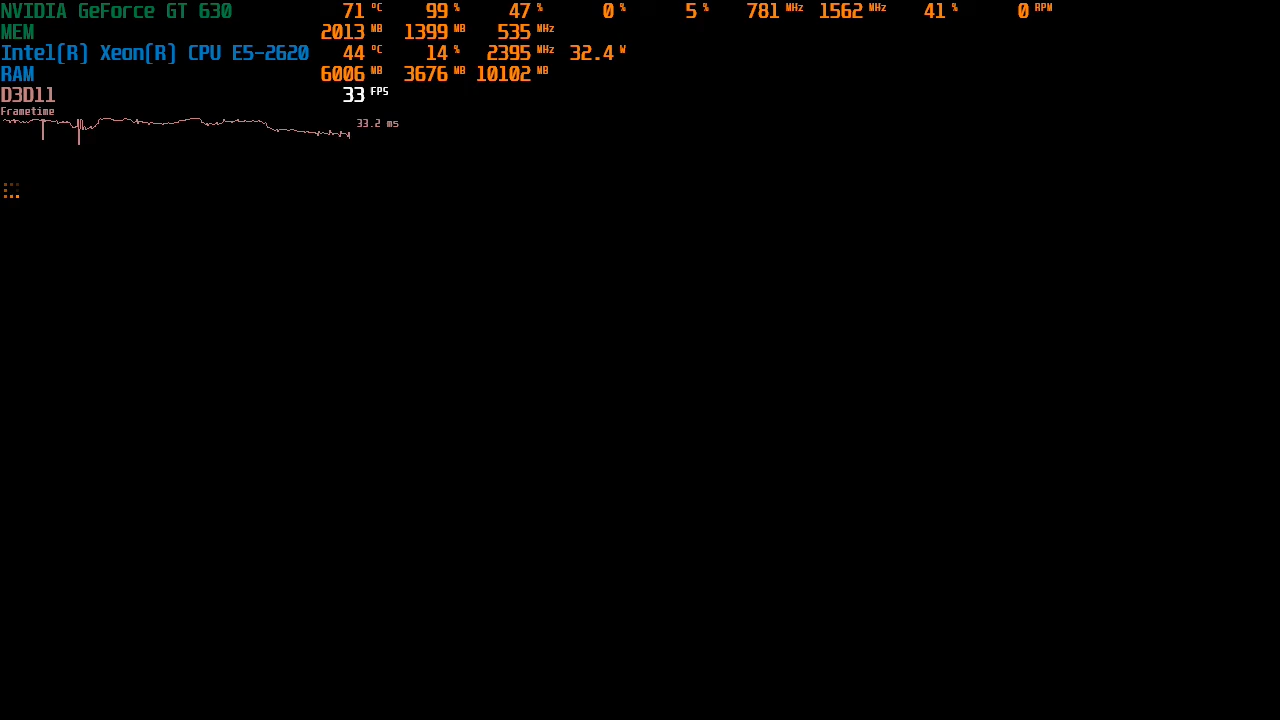 NVIDIA GeForce GT 630 71 °C 99 % 47 % 0 % 5 % 781 MHz 1562 MHz 41 % 0 RPM
MEM 2013 MB 1399 MB 535 MHz
Intel(R) Xeon(R) CPU E5-2620 44 °C 14 % 2395 MHz 32.4 W
RAM 6006 MB 3676 MB 10102 MB
D3D11 33 FPS
Frametime
33.2 ms